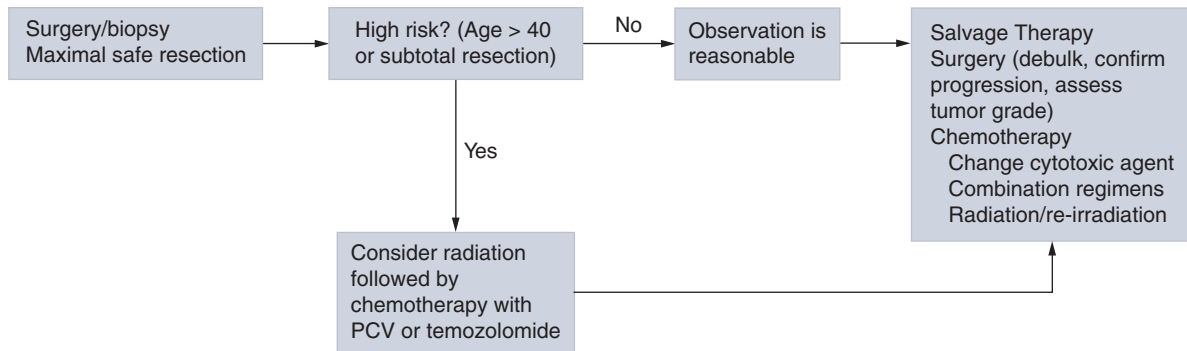 Surgery/biopsy
Maximal safe resection
High risk? (Age > 40
or subtotal resection)
No
Observation is
reasonable
Salvage Therapy
Surgery (debulk, confirm
progression, assess
tumor grade)
Chemotherapy
Change cytotoxic agent
Combination regimens
Radiation/re-irradiation
Yes
Consider radiation
followed by
chemotherapy with
PCV or temozolomide